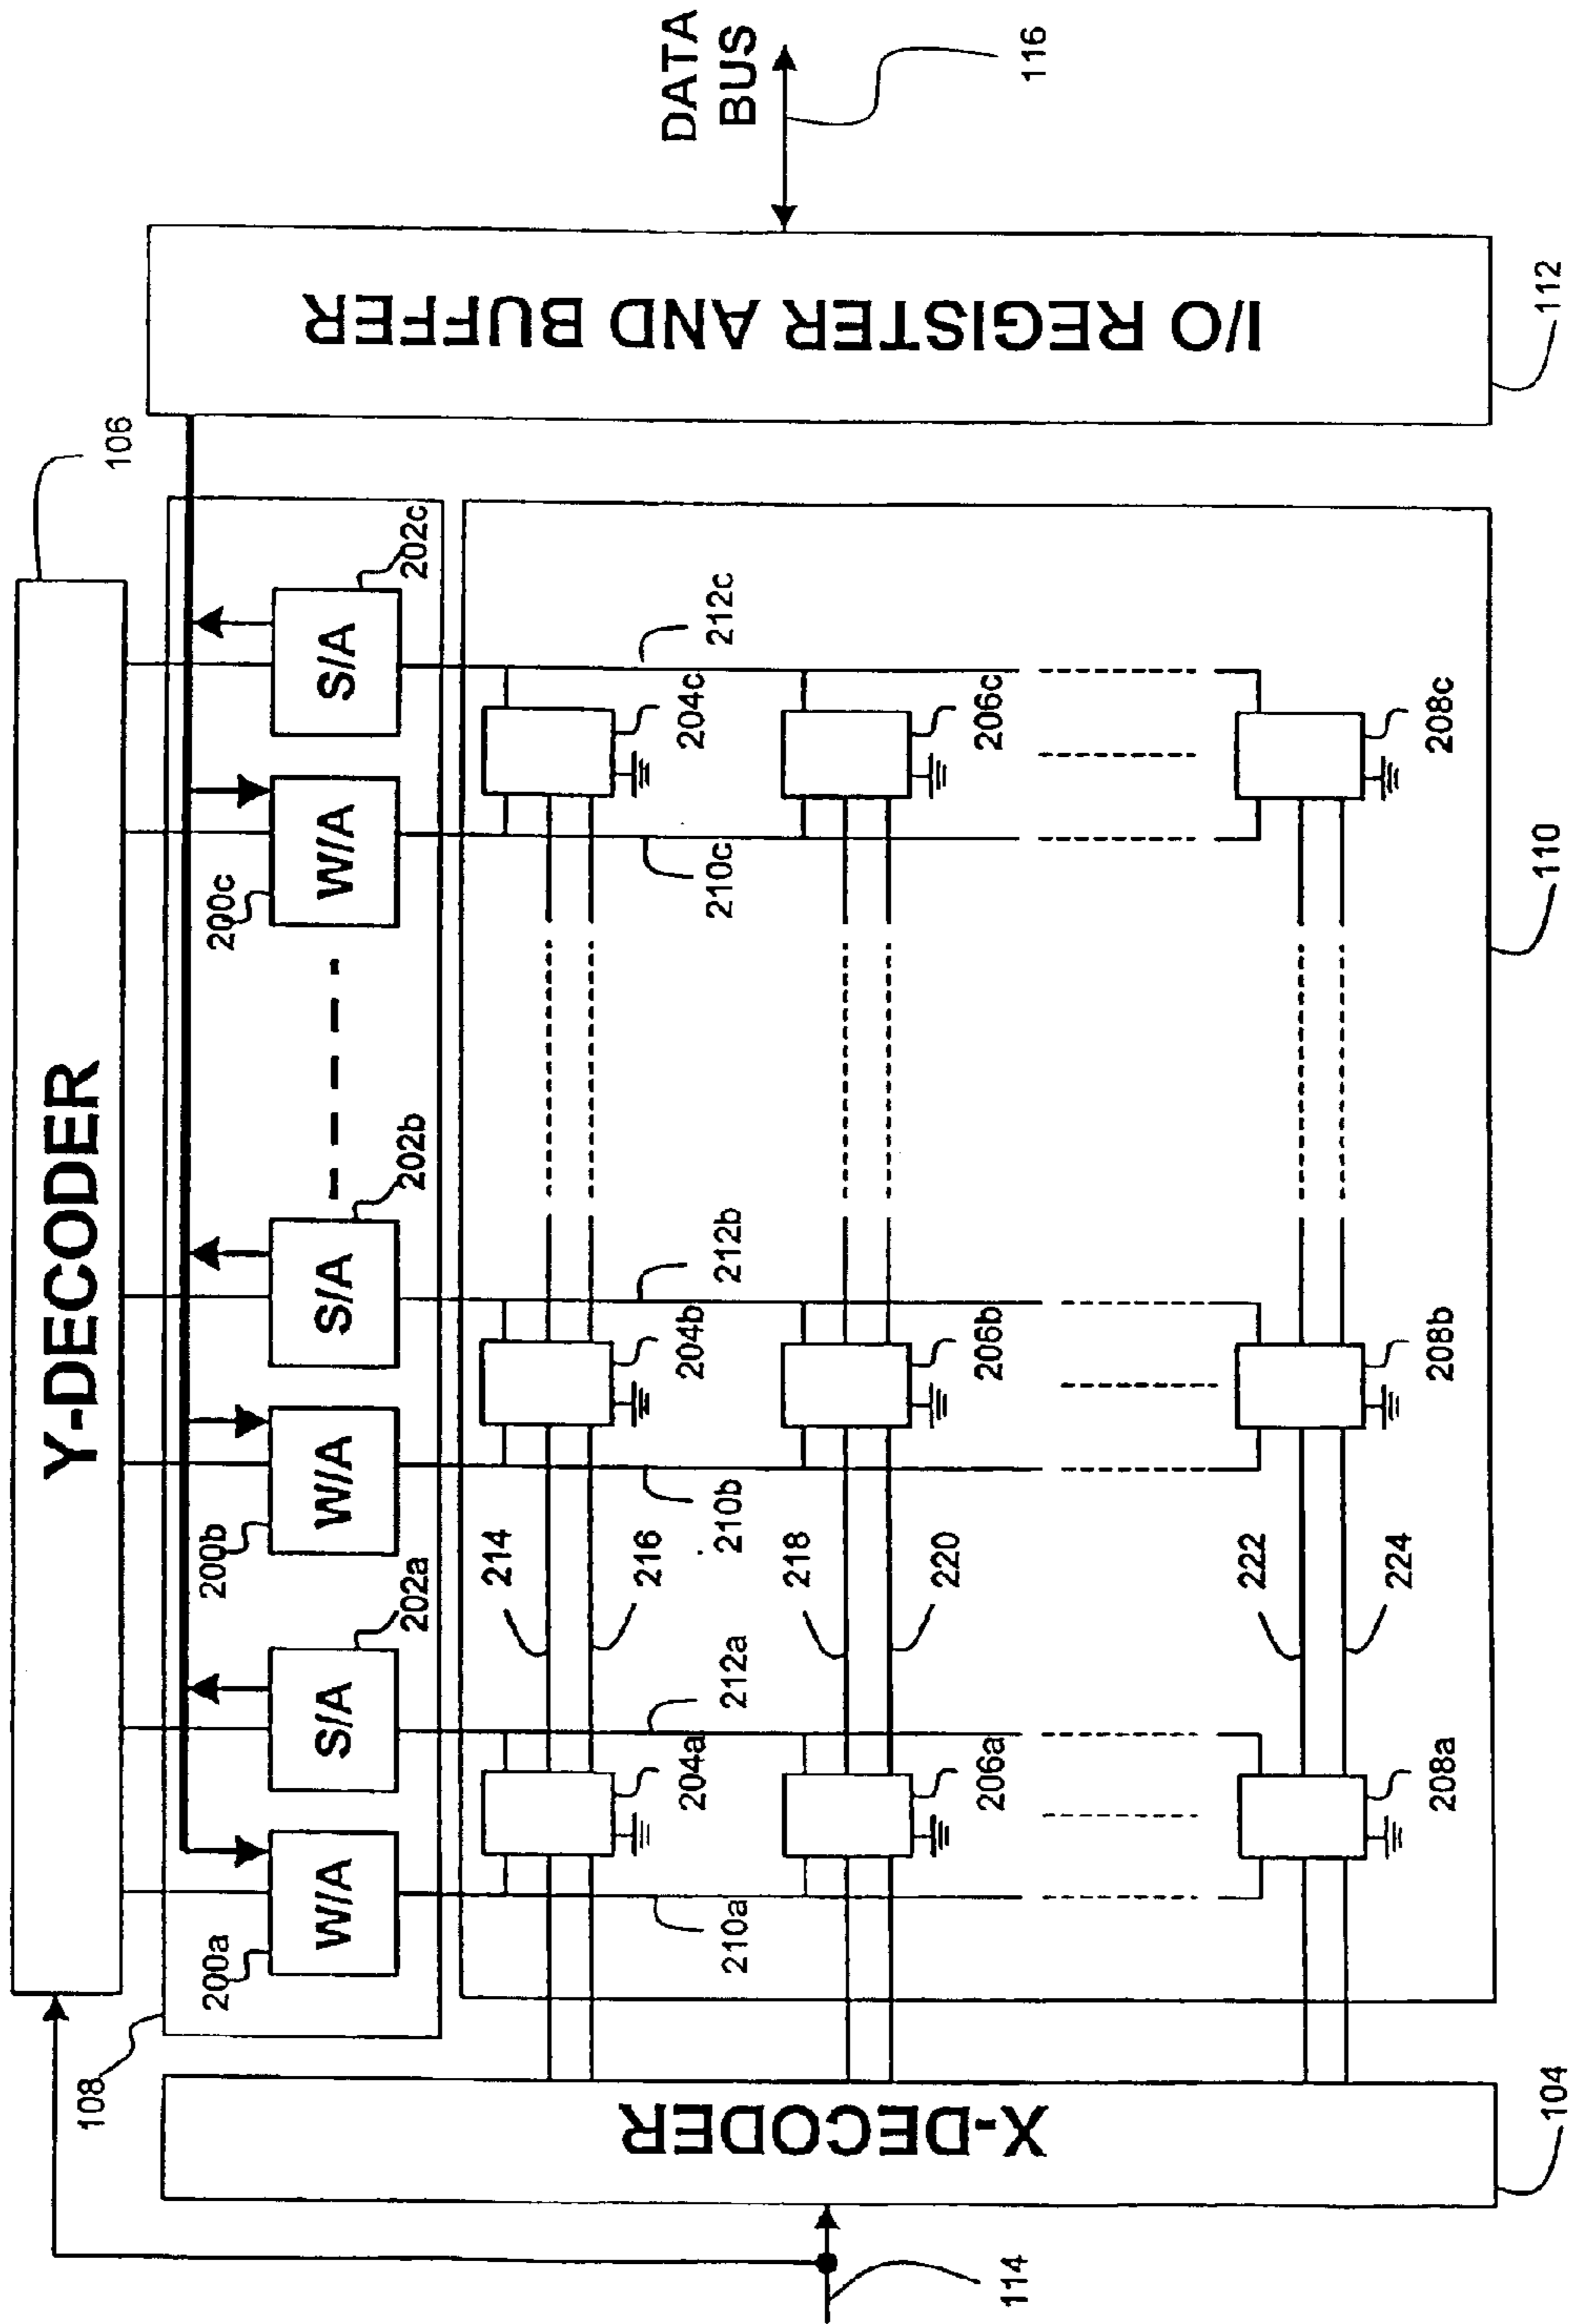 Y-DECODER
106
108
200a
W/A
S/A
202a
200b
W/A
S/A
202b
200c
W/A
S/A
202c
I/O REGISTER AND BUFFER
112
DATA
BUS
116
X-DECODER
104
114
214
216
204a
212a
210a
204b
212b
210b
204c
212c
210c
218
220
206a
206b
206c
222
224
208a
208b
208c
110